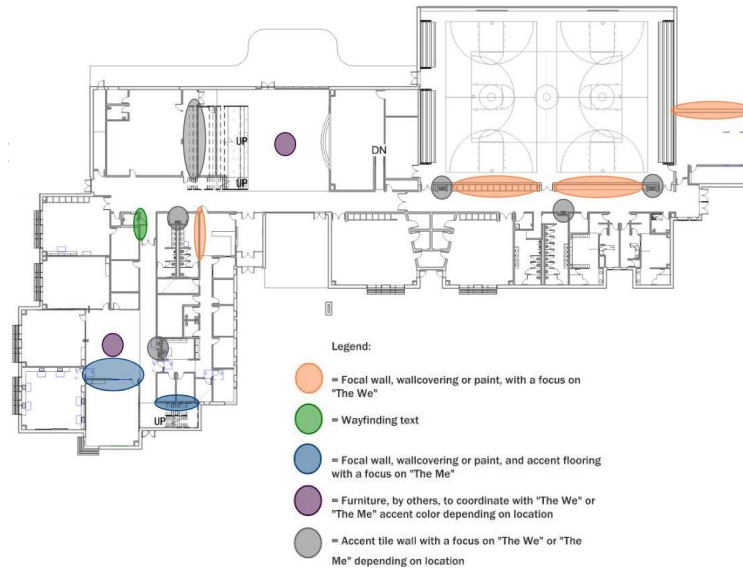 UP
DN
UP
UP
Legend:
= Focal wall, wallcovering or paint, with a focus on
"The We"
= Wayfinding text
= Focal wall, wallcovering or paint, and accent flooring
with a focus on "The Me"
= Furniture, by others, to coordinate with "The We" or
"The Me" accent color depending on location
= Accent tile wall with a focus on "The We" or "The
Me" depending on location